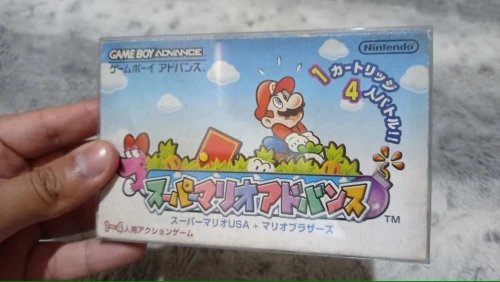 GAME BOY ADVANCE
ゲームボーイ アドバンス
Nintendo
1カートリッジ
4人バトル!!
スーパーマリオアドバンス
TM
スーパーマリオUSA + マリオブラザーズ
1〜4人用アクションゲーム